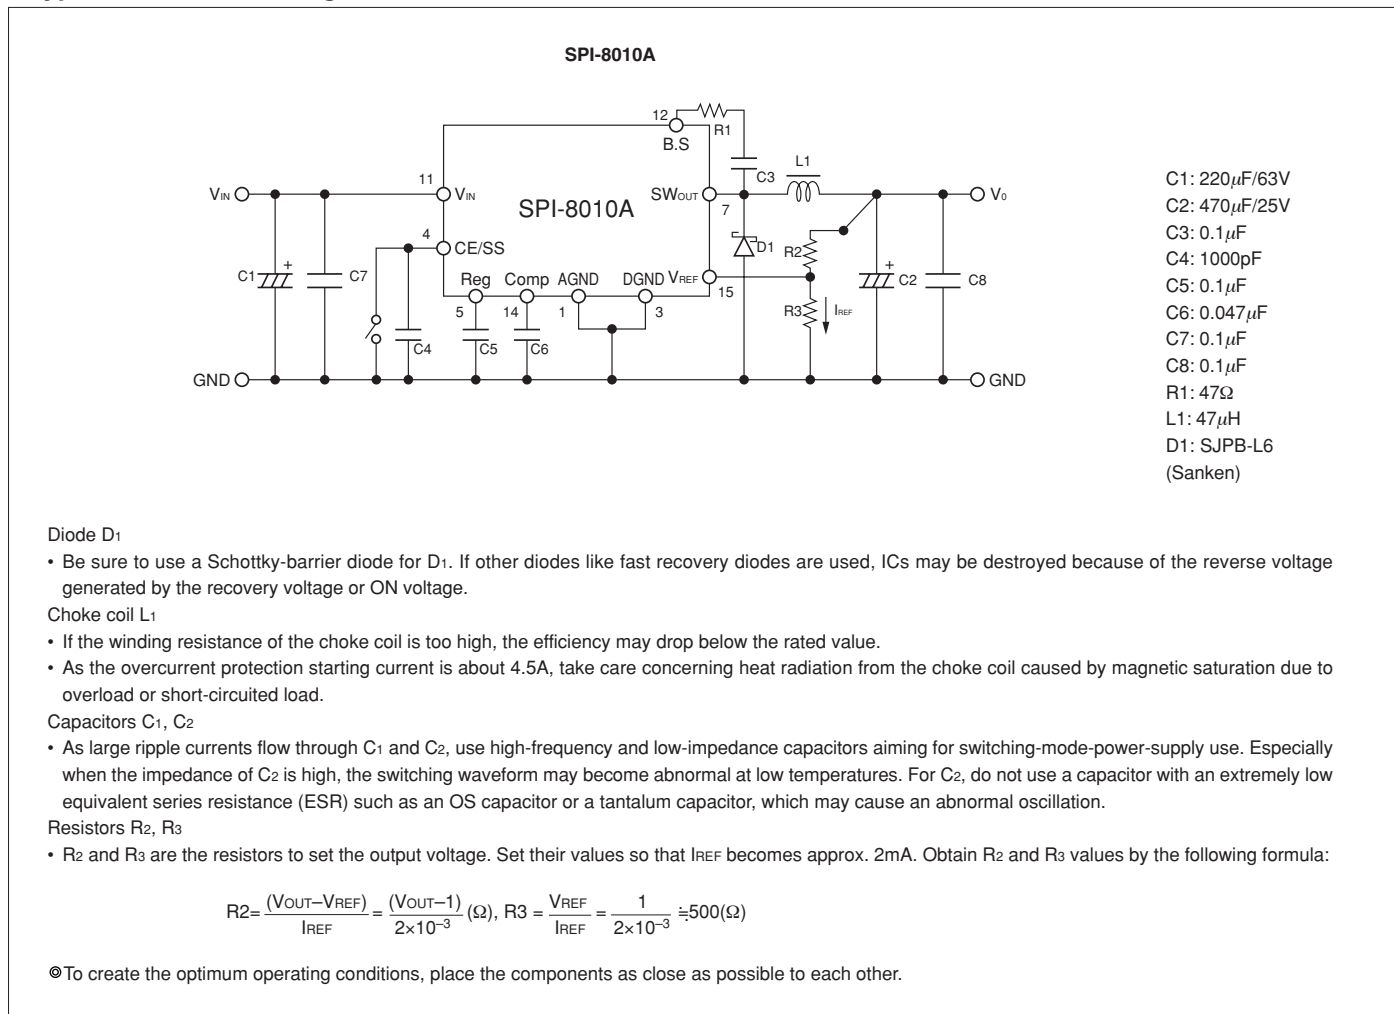 SPI-8010A
12
R1
B.S
C3
L1
VIN
11
VIN
SPI-8010A
SWOUT
7
V0
4
CE/SS
D1
R2
C1
+
C7
Reg
Comp
AGND
DGND
VREF
15
+
C2
C8
5
14
1
3
R3
IREF
C4
C5
C6
GND
GND
C1: 220μF/63V
C2: 470μF/25V
C3: 0.1μF
C4: 1000pF
C5: 0.1μF
C6: 0.047μF
C7: 0.1μF
C8: 0.1μF
R1: 47Ω
L1: 47μH
D1: SJPB-L6
(Sanken)
Diode D1
• Be sure to use a Schottky-barrier diode for D1. If other diodes like fast recovery diodes are used, ICs may be destroyed because of the reverse voltage
generated by the recovery voltage or ON voltage.
Choke coil L1
• If the winding resistance of the choke coil is too high, the efficiency may drop below the rated value.
• As the overcurrent protection starting current is about 4.5A, take care concerning heat radiation from the choke coil caused by magnetic saturation due to
overload or short-circuited load.
Capacitors C1, C2
• As large ripple currents flow through C1 and C2, use high-frequency and low-impedance capacitors aiming for switching-mode-power-supply use. Especially
when the impedance of C2 is high, the switching waveform may become abnormal at low temperatures. For C2, do not use a capacitor with an extremely low
equivalent series resistance (ESR) such as an OS capacitor or a tantalum capacitor, which may cause an abnormal oscillation.
Resistors R2, R3
• R2 and R3 are the resistors to set the output voltage. Set their values so that IREF becomes approx. 2mA. Obtain R2 and R3 values by the following formula:
R2= (VOUT–VREF)/IREF = (VOUT–1)/2×10⁻³ (Ω), R3 = VREF/IREF = 1/2×10⁻³ ≒500(Ω)
◎To create the optimum operating conditions, place the components as close as possible to each other.